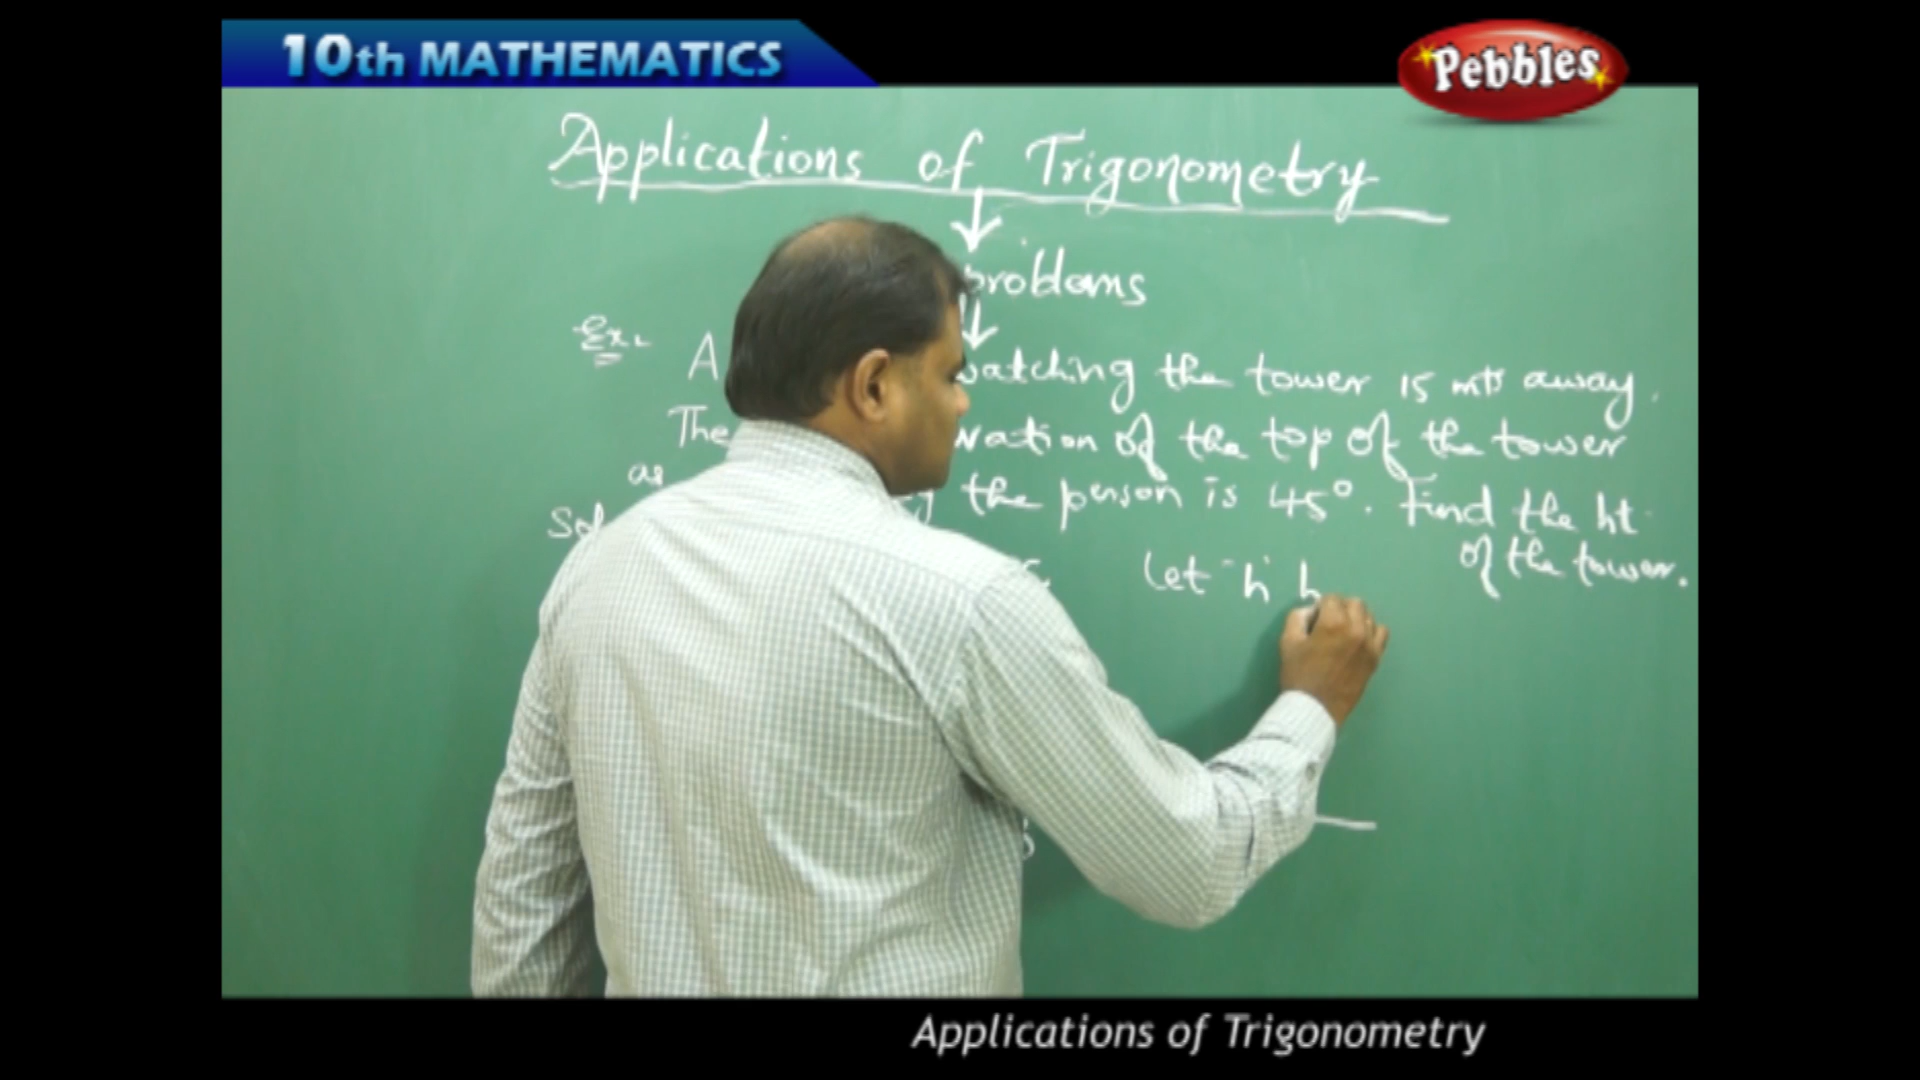 10th MATHEMATICS
Pebbles
Applications of Trigonometry
problems
Ex:
A watching the tower is mts away.
The vation of the top of the tower
as g the person is 45°. Find the ht
of the tower.
Sol
Let "h" b
Applications of Trigonometry